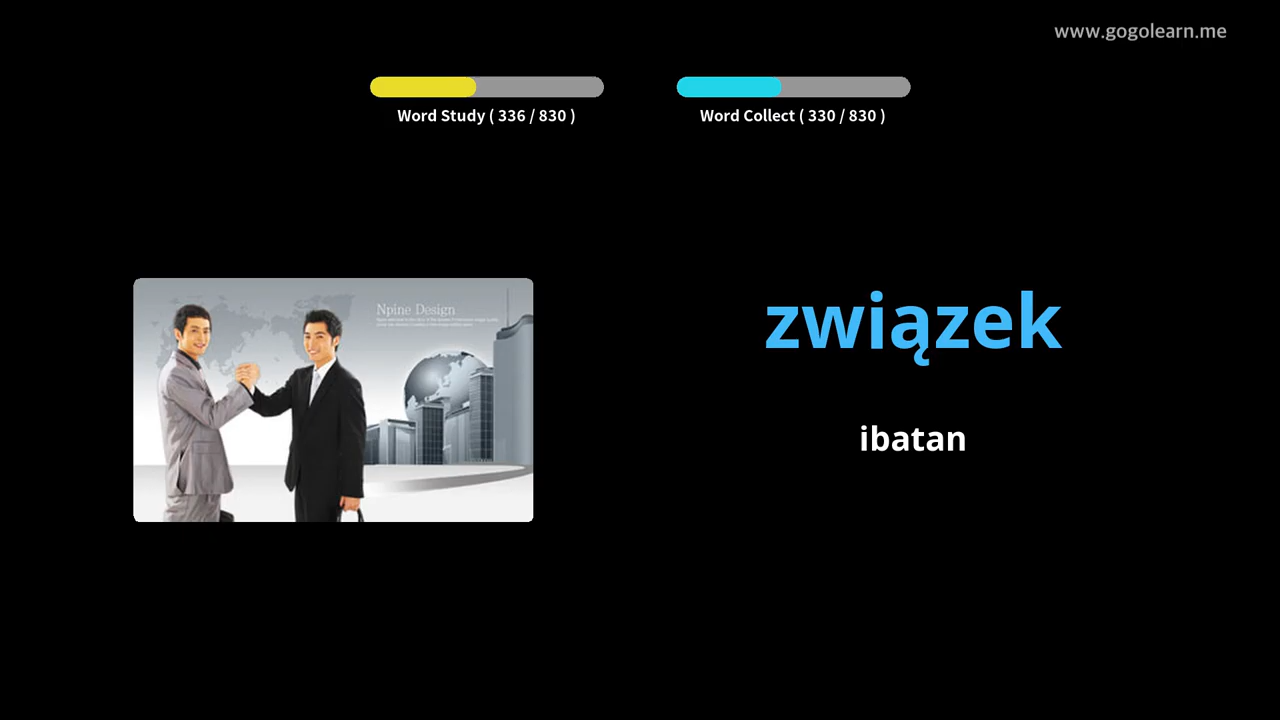 www.gogolearn.me
Word Study ( 336 / 830 )
Word Collect ( 330 / 830 )
Npine Design
związek
ibatan